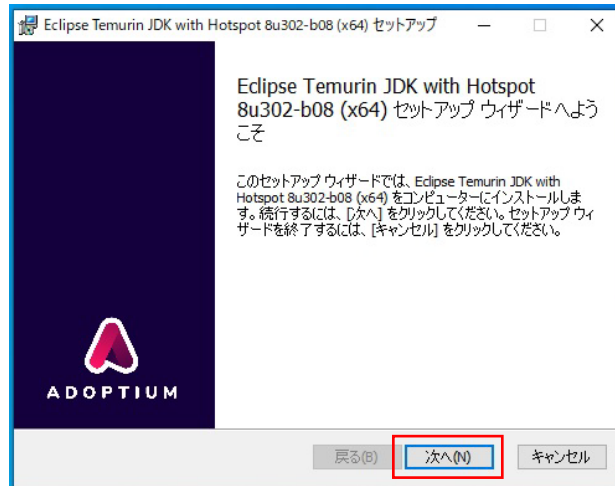 Eclipse Temurin JDK with Hotspot 8u302-b08 (x64) セットアップ
Eclipse Temurin JDK with Hotspot
8u302-b08 (x64) セットアップ ウィザードへよう
こそ
このセットアップ ウィザードでは、Eclipse Temurin JDK with
Hotspot 8u302-b08 (x64) をコンピューターにインストールしま
す。続行するには、[次へ] をクリックしてください。セットアップ ウィ
ザードを終了するには、[キャンセル] をクリックしてください。
ADOPTIUM
戻る(B)
次へ(N)
キャンセル